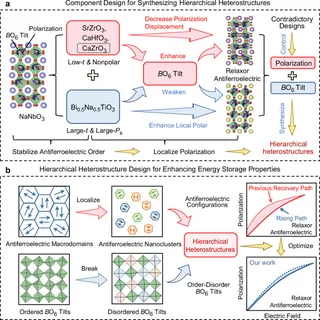 a Component Design for Synthesizing Hierarchical Heterostructures
Polarization
BO6 Tilt
NaNbO3
SrZrO3
CaHfO3
CaZrO3
Low-t & Nonpolar
Bi0.5Na0.5TiO3
Large-t & Large-Ps
Decrease Polarization
Displacement
Enhance
BO6 Tilt
Weaken
Enhance Local Polar
Relaxor
Antiferroelectric
Contradictory
Designs
Control
Polarization
BO6 Tilt
Synthesize
Stabilize Antiferroelectric Order
Localize Polarization
Hierarchical
heterostructures
b Hierarchical Heterostructure Design for Enhancing Energy Storage Properties
Localize
Antiferroelectric Macrodomains
Antiferroelectric Nanoclusters
Break
Ordered BO6 Tilts
Disordered BO6 Tilts
Antiferroelectric
Configurations
Hierarchical
Heterostructures
Order-Disorder
BO6 Tilts
Polarization
Previous Recovery Path
Rising Path
Relaxor
Antiferroelectric
Optimize
Polarization
Our work
Relaxor
Antiferroelectric
Electric Field